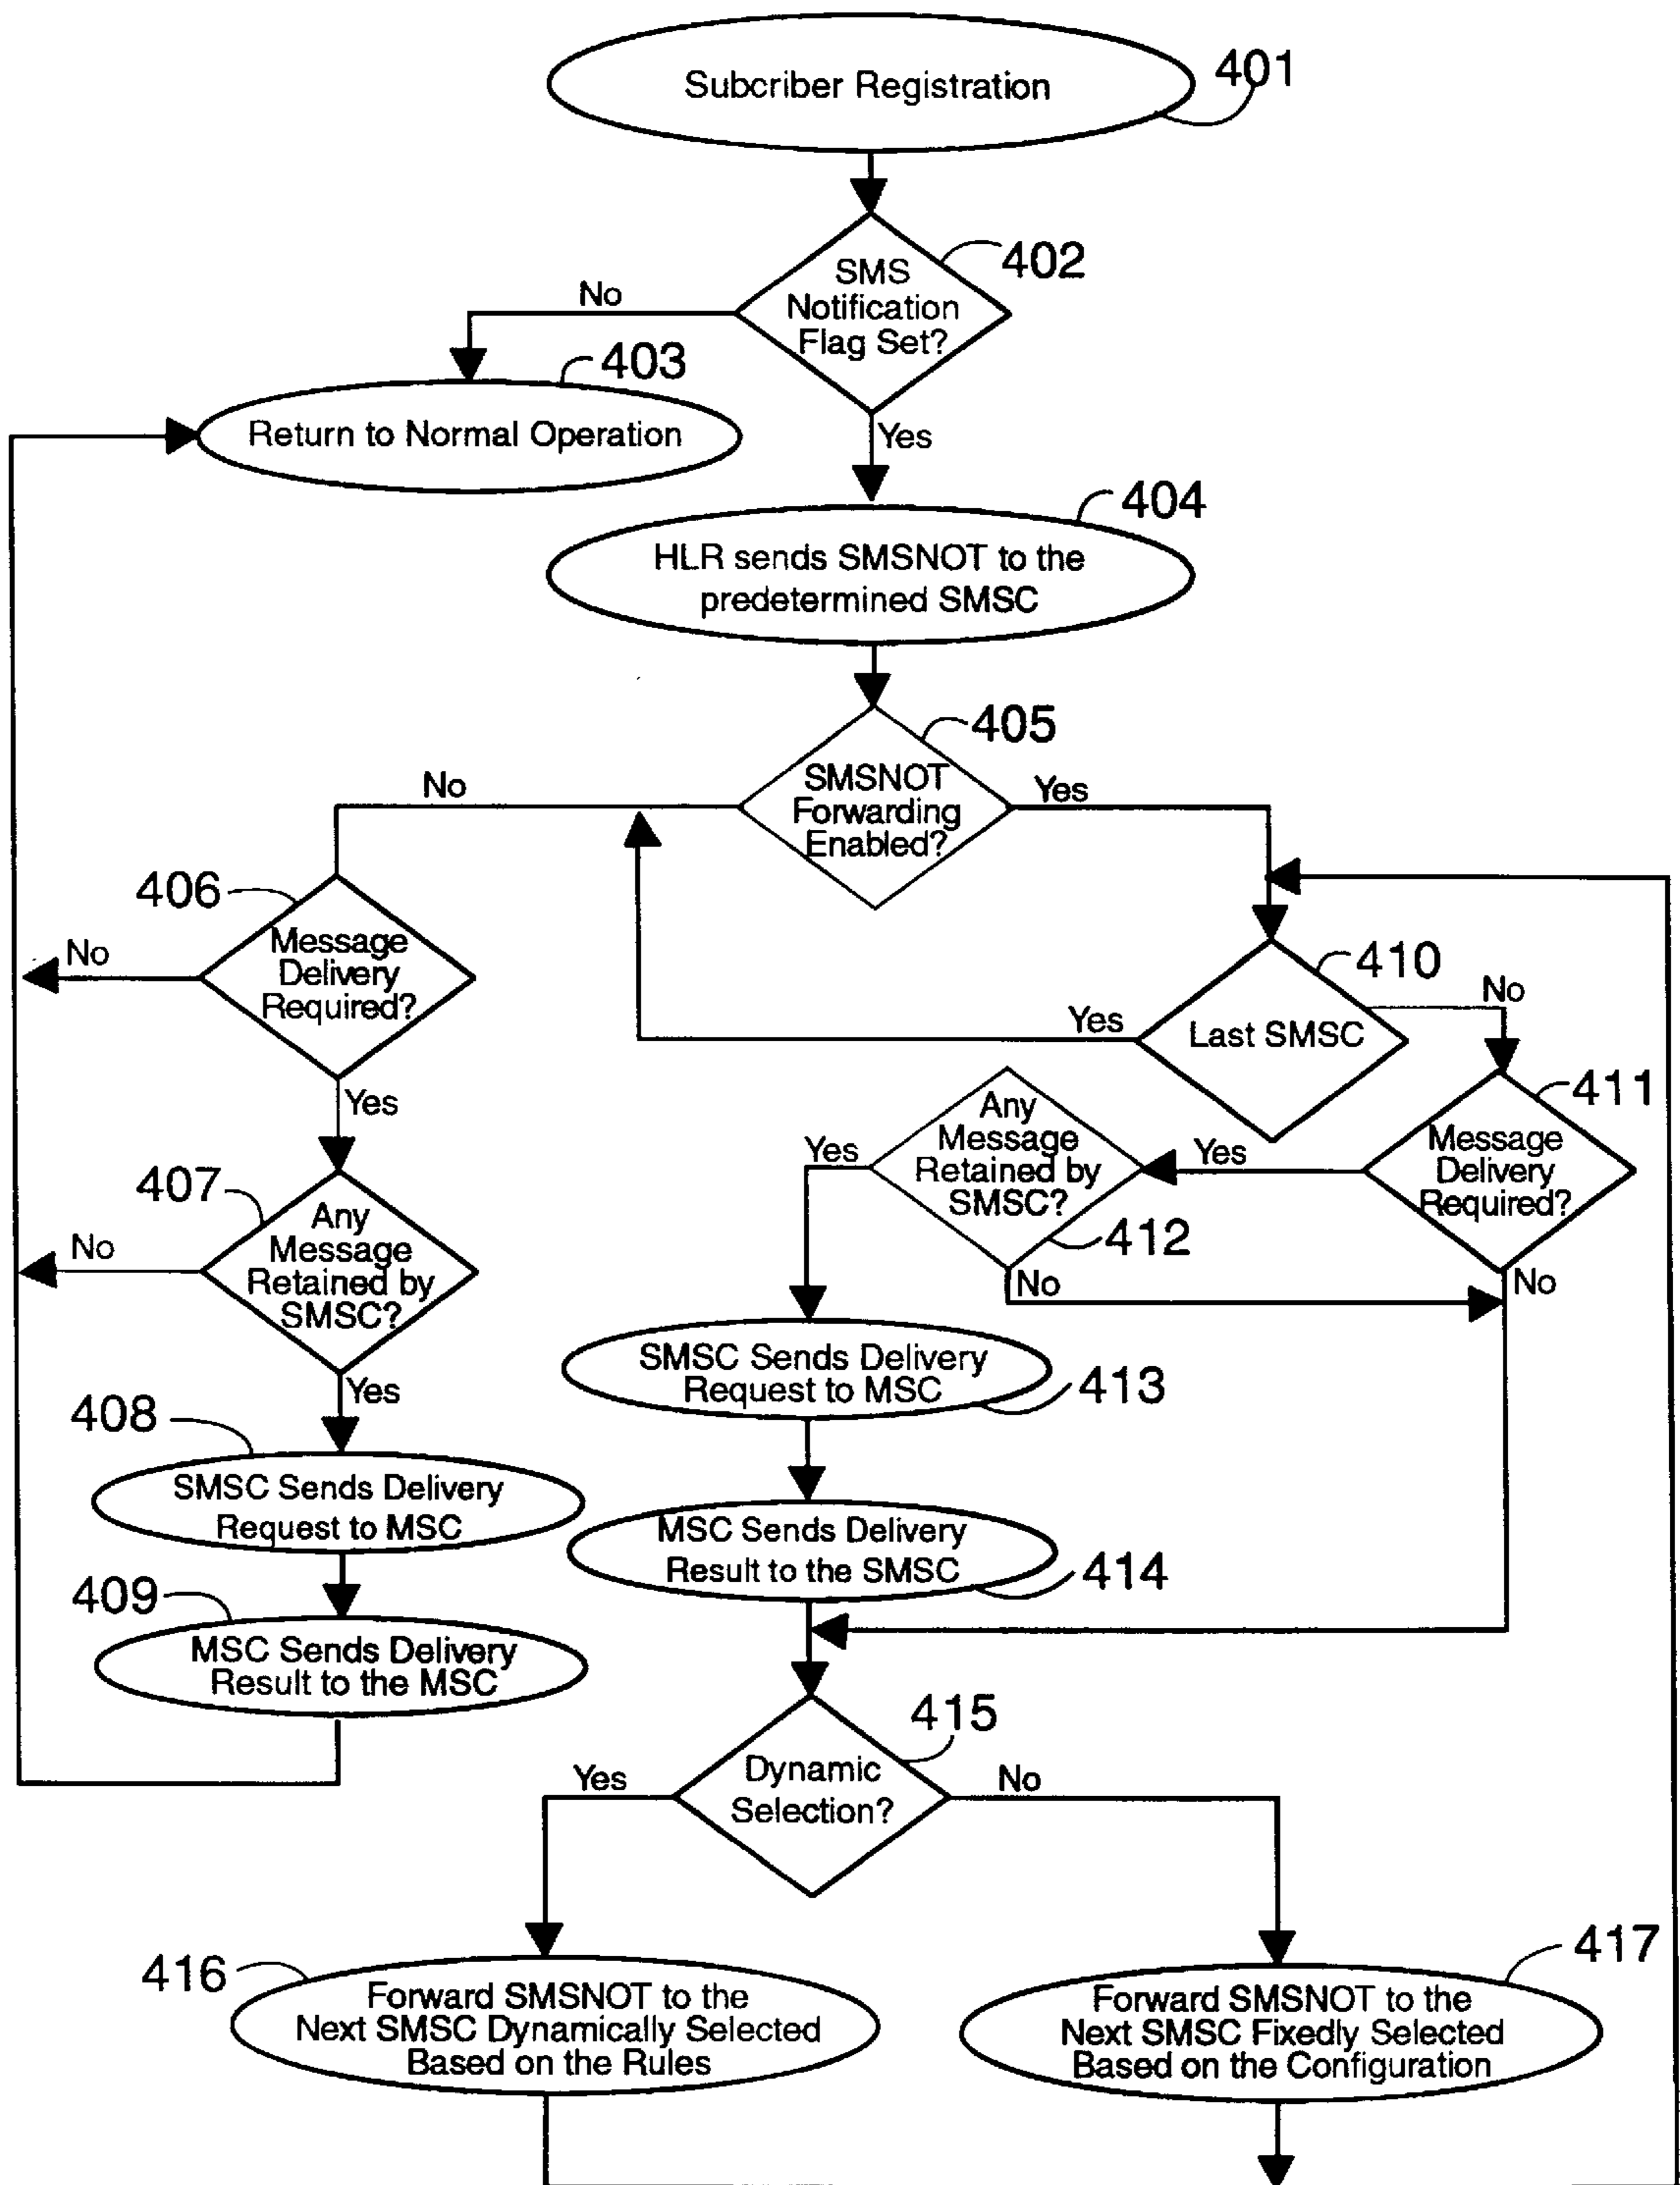 Subcriber Registration
401
SMS
Notification
Flag Set?
402
No
403
Return to Normal Operation
Yes
404
HLR sends SMSNOT to the
predetermined SMSC
405
SMSNOT
Forwarding
Enabled?
No
Yes
406
Message
Delivery
Required?
No
Yes
410
Last SMSC
Yes
No
411
Message
Delivery
Required?
Yes
No
Any
Message
Retained by
SMSC?
412
Yes
No
407
Any
Message
Retained by
SMSC?
No
Yes
SMSC Sends Delivery
Request to MSC
413
408
SMSC Sends Delivery
Request to MSC
MSC Sends Delivery
Result to the SMSC
414
409
MSC Sends Delivery
Result to the MSC
415
Dynamic
Selection?
Yes
No
416
Forward SMSNOT to the
Next SMSC Dynamically Selected
Based on the Rules
417
Forward SMSNOT to the
Next SMSC Fixedly Selected
Based on the Configuration